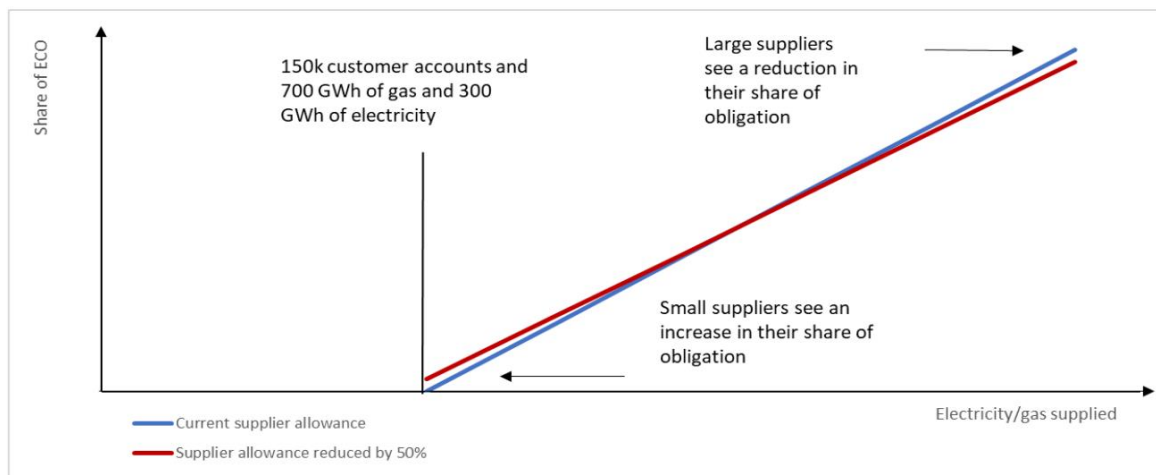 Share of ECO
150k customer accounts and
700 GWh of gas and 300
GWh of electricity
Large suppliers
see a reduction in
their share of
obligation
Small suppliers see an
increase in their share of
obligation
Electricity/gas supplied
Current supplier allowance
Supplier allowance reduced by 50%